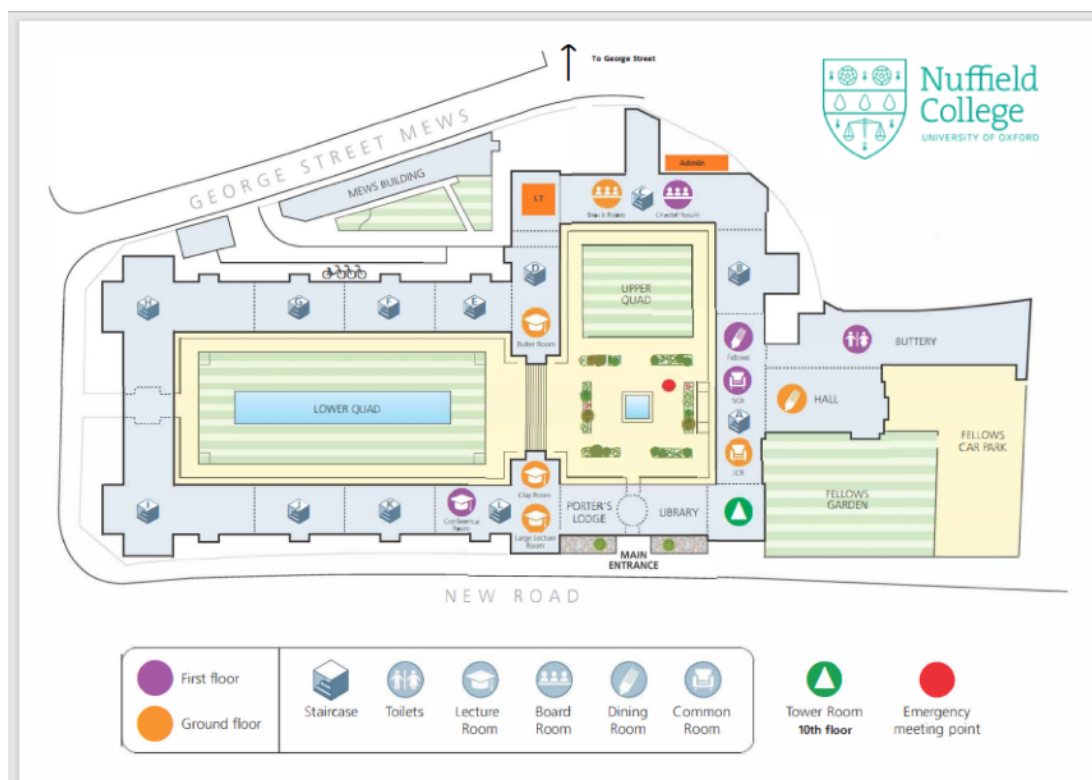 To George Street
Nuffield
College
UNIVERSITY OF OXFORD
GEORGE STREET MEWS
MEWS BUILDING
Admin
LT
C
Chester Room
D
B
Butler Room
UPPER
QUAD
H
G
F
E
Fellows
BUTTERY
SCR
HALL
A
LOWER QUAD
FELLOWS
CAR PARK
JCR
FELLOWS
GARDEN
I
J
K
L
Conference
Room
Clay Room
Large Lecture
Room
PORTER'S
LODGE
LIBRARY
MAIN
ENTRANCE
NEW ROAD
First floor
Ground floor
Staircase
Toilets
Lecture
Room
Board
Room
Dining
Room
Common
Room
Tower Room
10th floor
Emergency
meeting point